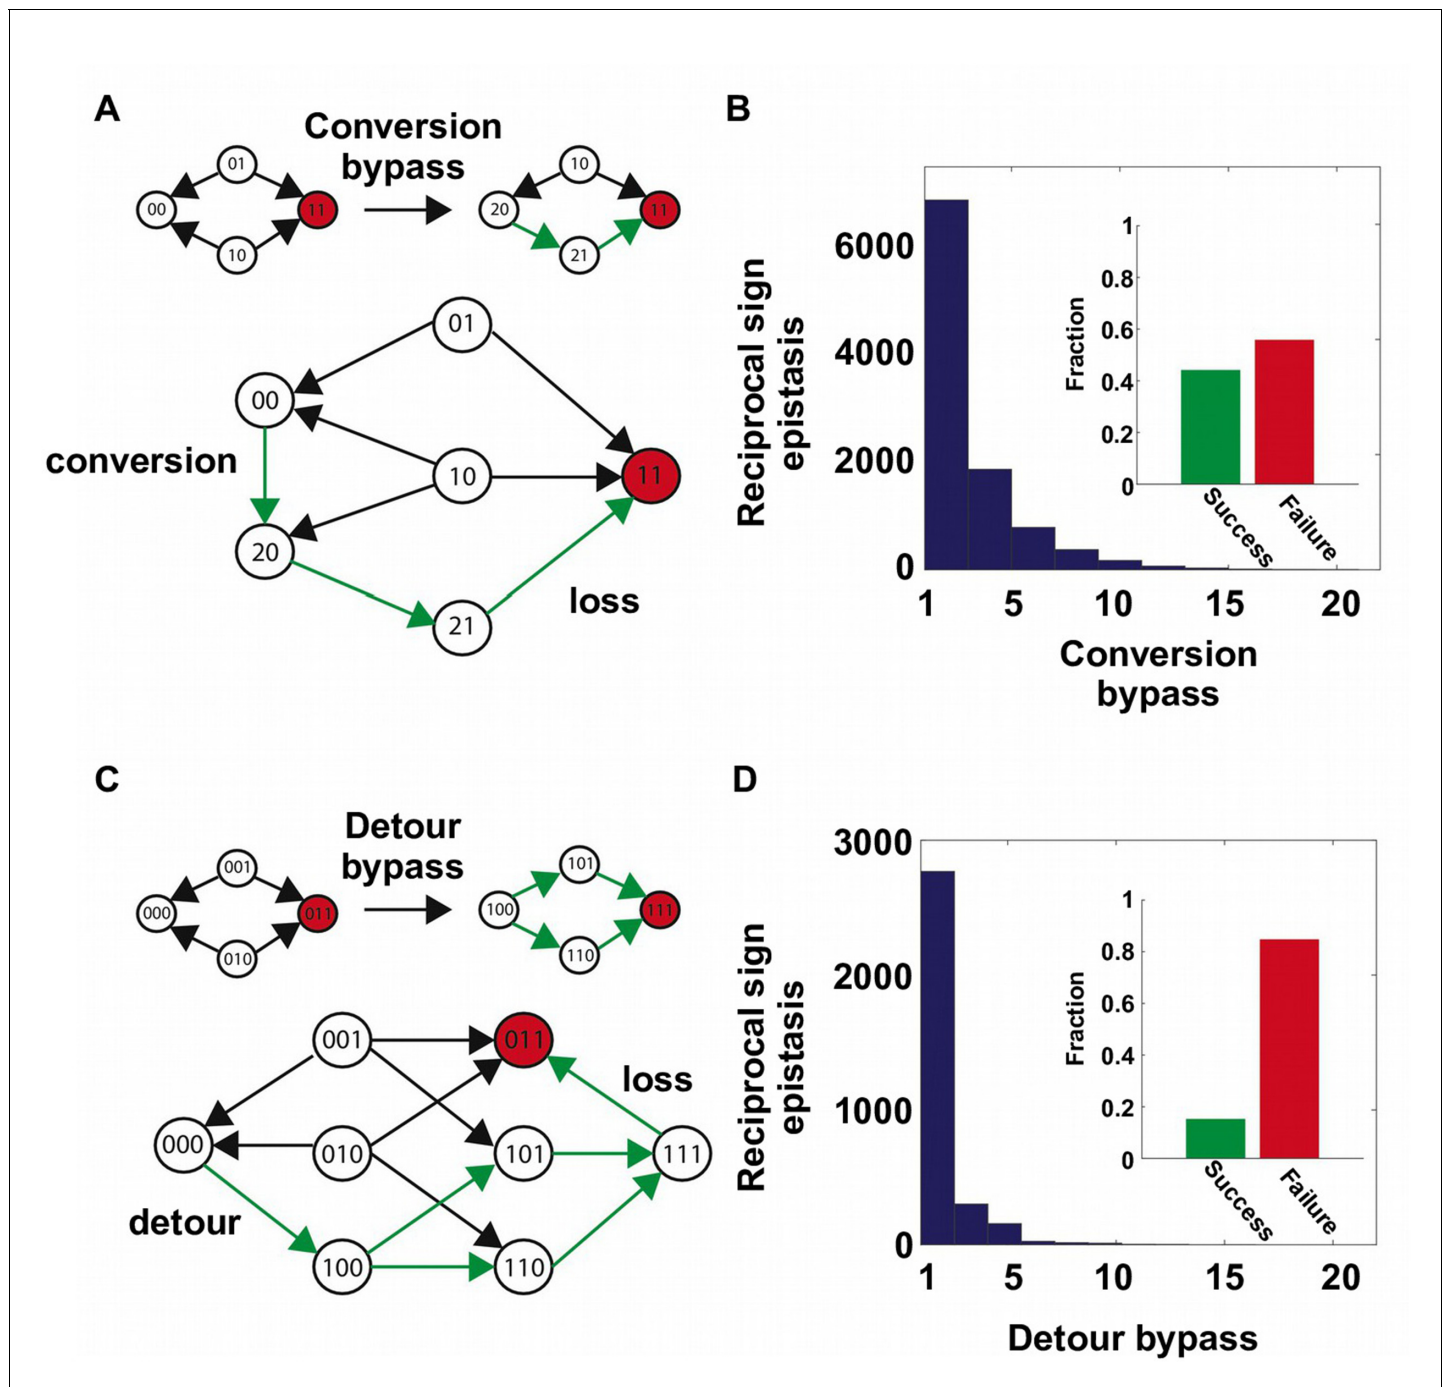 A
Conversion
bypass
01
00
11
10
10
20
11
21
01
00
10
11
conversion
20
21
loss
B
Reciprocal sign
epistasis
6000
4000
2000
0
1
5
10
15
20
Conversion
bypass
Fraction
1
0.8
0.6
0.4
0.2
0
Success
Failure
C
Detour
bypass
001
000
011
010
101
100
111
110
001
011
loss
000
010
101
111
detour
100
110
D
Reciprocal sign
epistasis
3000
2000
1000
0
1
5
10
15
20
Detour bypass
Fraction
1
0.8
0.6
0.4
0.2
0
Success
Failure